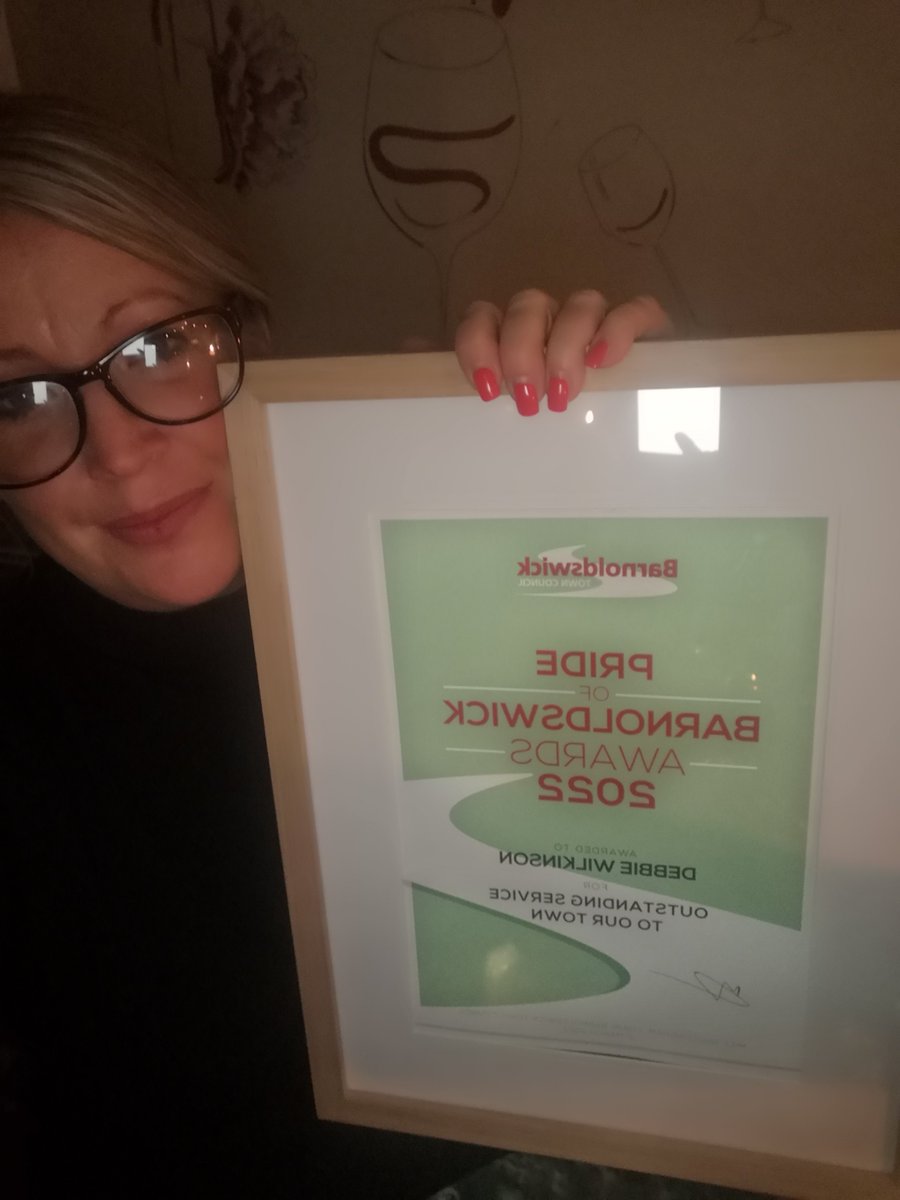 Barnoldswick
TOWN COUNCIL
PRIDE
OF
BARNOLDSWICK
AWARDS
2022
AWARDED TO
DEBBIE WILKINSON
FOR
OUTSTANDING SERVICE
TO OUR TOWN